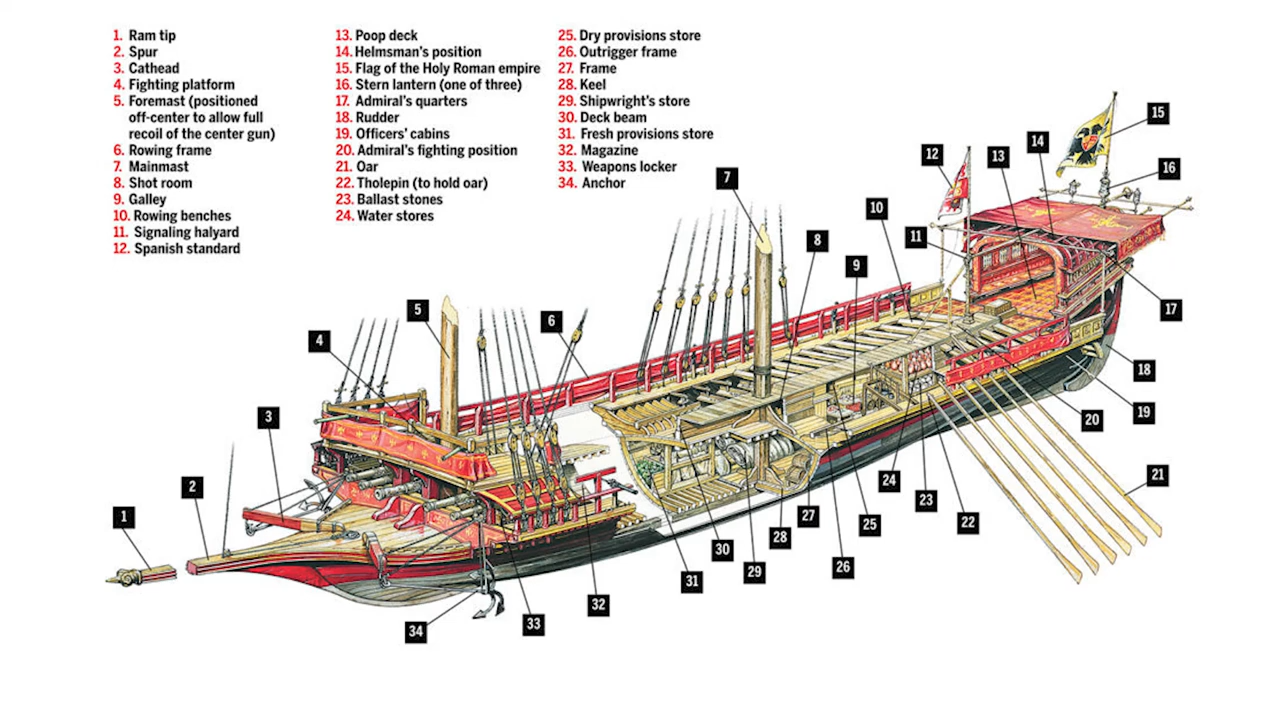 1. Ram tip
2. Spur
3. Cathead
4. Fighting platform
5. Foremast (positioned
off-center to allow full
recoil of the center gun)
6. Rowing frame
7. Mainmast
8. Shot room
9. Galley
10. Rowing benches
11. Signaling halyard
12. Spanish standard
13. Poop deck
14. Helmsman's position
15. Flag of the Holy Roman empire
16. Stern lantern (one of three)
17. Admiral's quarters
18. Rudder
19. Officers' cabins
20. Admiral's fighting position
21. Oar
22. Tholepin (to hold oar)
23. Ballast stones
24. Water stores
25. Dry provisions store
26. Outrigger frame
27. Frame
28. Keel
29. Shipwright's store
30. Deck beam
31. Fresh provisions store
32. Magazine
33. Weapons locker
34. Anchor
15
14
13
12
16
7
10
8
11
9
17
5
6
4
18
19
20
3
21
24
2
23
22
1
27
25
28
30
26
29
31
32
33
34